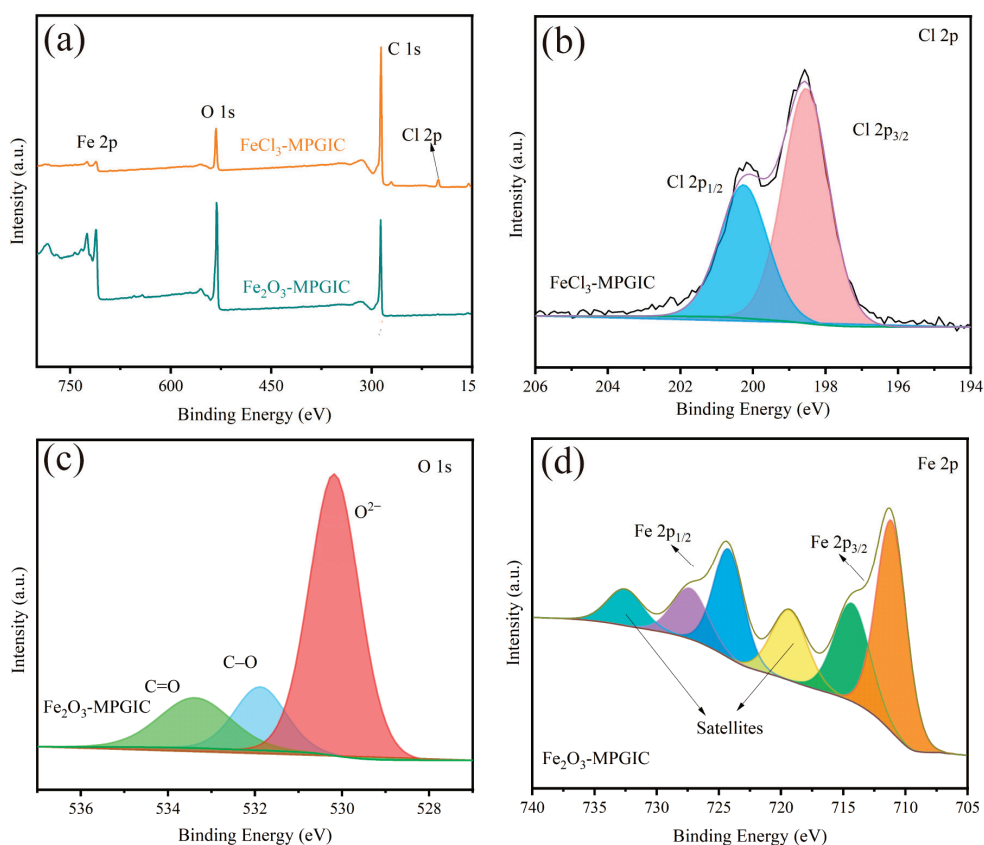 (a)
C 1s
O 1s
Fe 2p
FeCl₃-MPGIC
Cl 2p
Fe₂O₃-MPGIC
Intensity (a.u.)
750 600 450 300 15
Binding Energy (eV)
(b)
Cl 2p
Cl 2p₃/₂
Cl 2p₁/₂
FeCl₃-MPGIC
Intensity (a.u.)
206 204 202 200 198 196 194
Binding Energy (eV)
(c)
O 1s
O²⁻
C–O
C=O
Fe₂O₃-MPGIC
Intensity (a.u.)
536 534 532 530 528
Binding Energy (eV)
(d)
Fe 2p
Fe 2p₁/₂
Fe 2p₃/₂
Satellites
Fe₂O₃-MPGIC
Intensity (a.u.)
740 735 730 725 720 715 710 705
Binding Energy (eV)